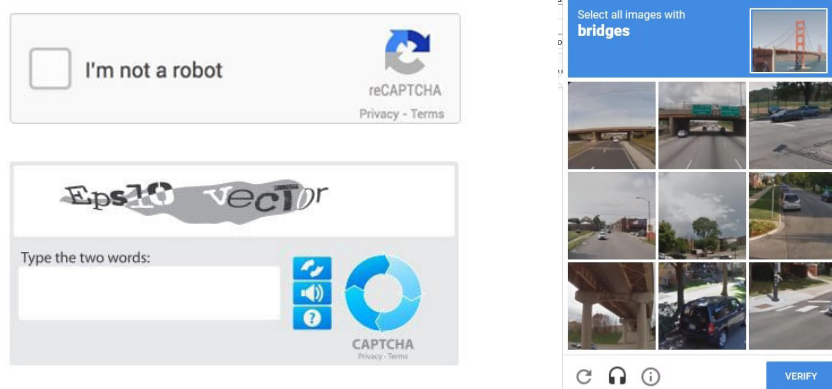 I'm not a robot
reCAPTCHA
Privacy - Terms
Eps10 vector
Type the two words:
?
CAPTCHA
Privacy - Terms
Select all images with
bridges
VERIFY